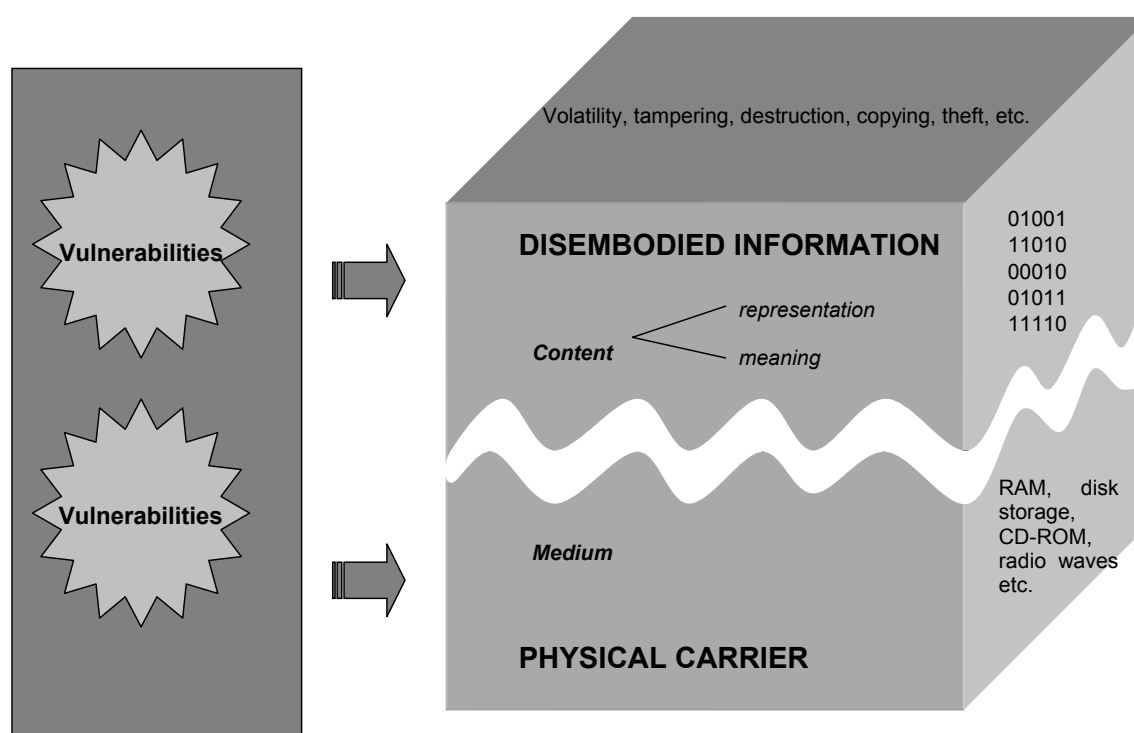 Volatility, tampering, destruction, copying, theft, etc.
Vulnerabilities
DISEMBODIED INFORMATION
01001
11010
00010
01011
11110
representation
Content
meaning
Vulnerabilities
Medium
RAM, disk
storage,
CD-ROM,
radio waves
etc.
PHYSICAL CARRIER